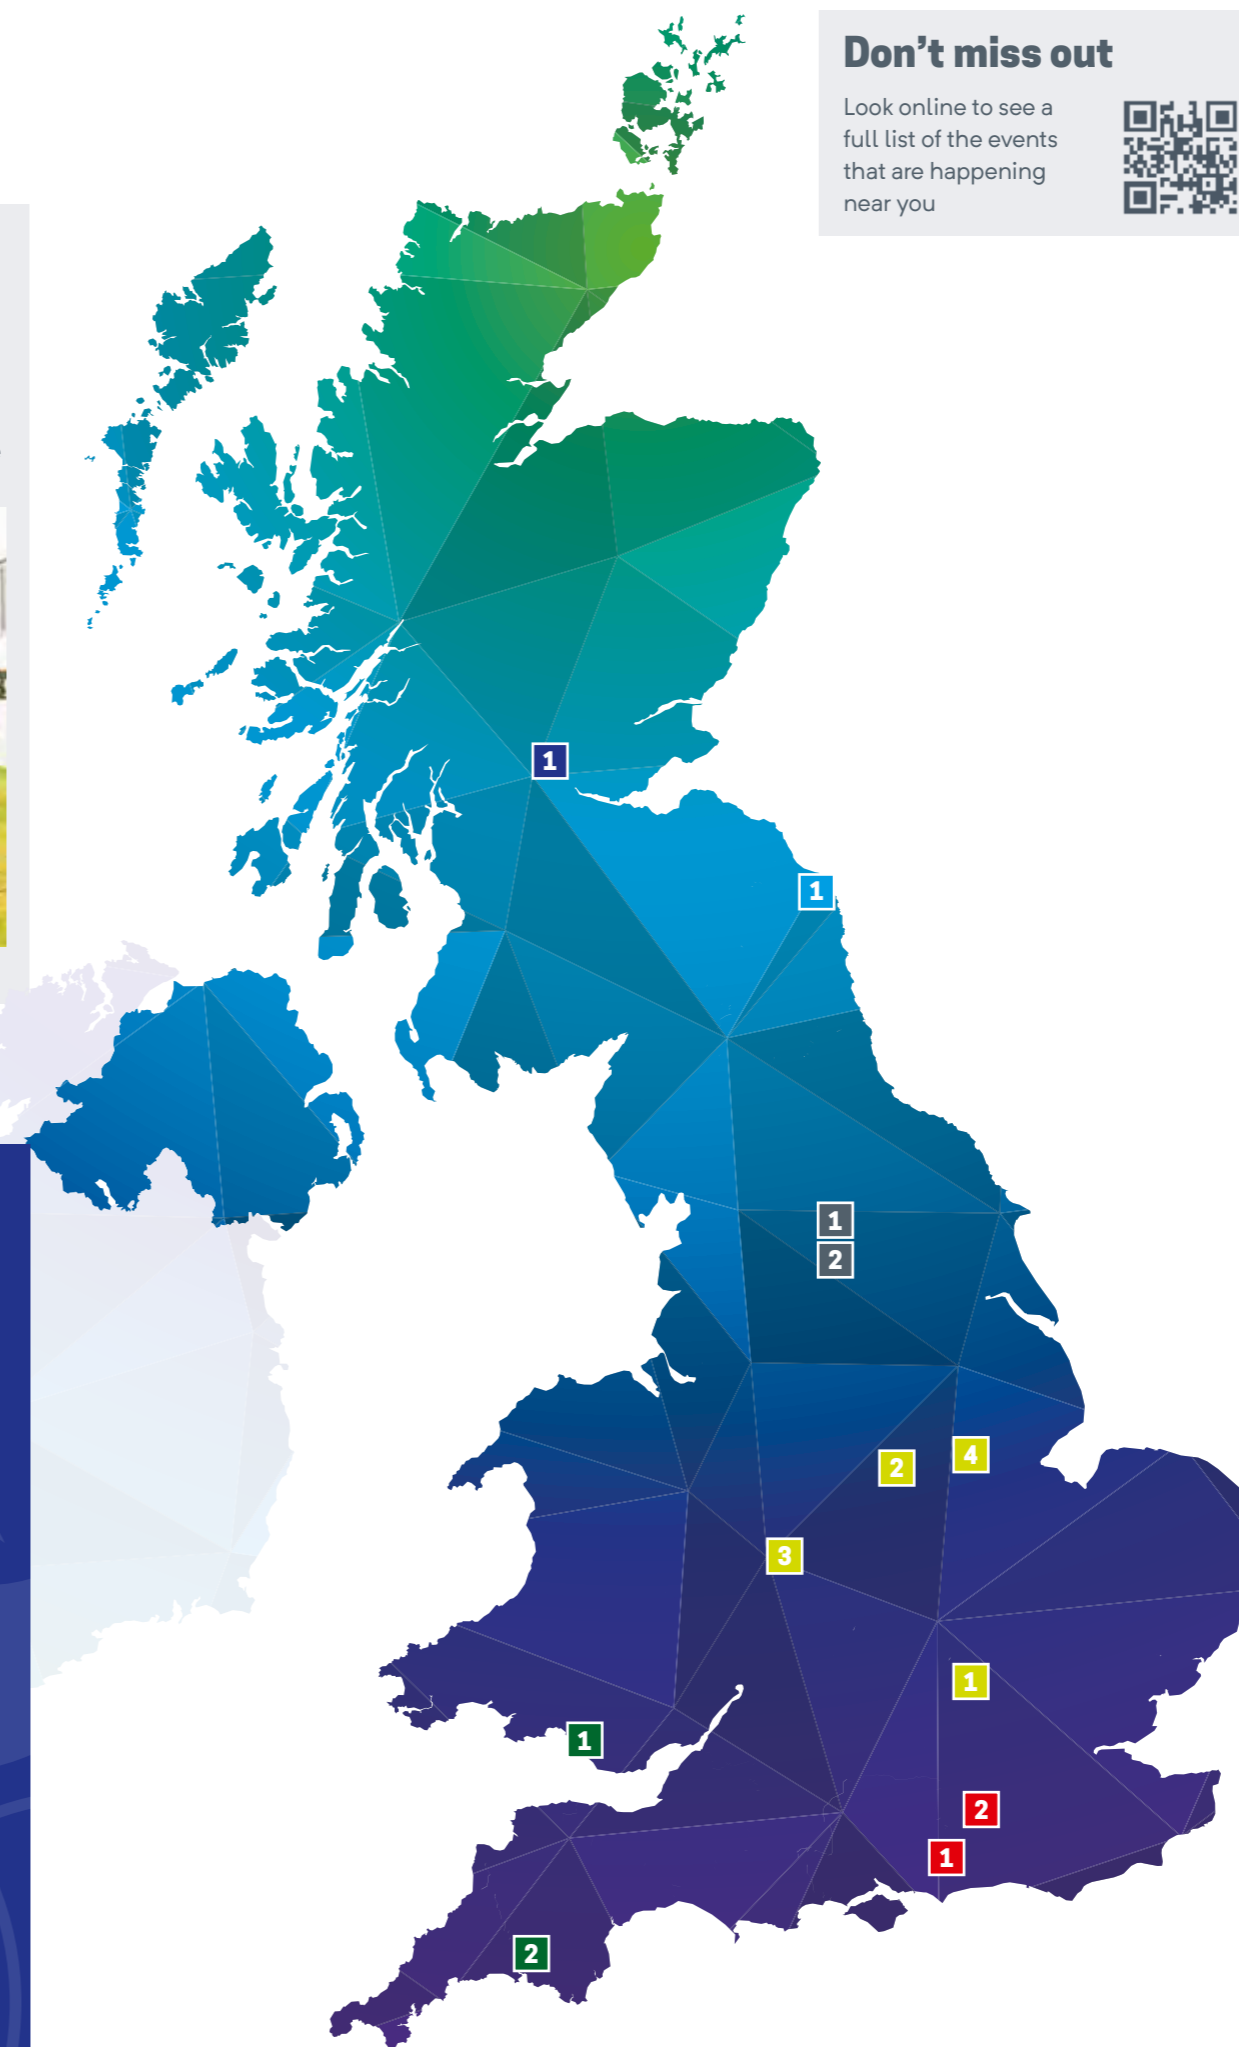 Don't miss out
Look online to see a
full list of the events
that are happening
near you
1
1
1
2
2
4
3
1
1
2
1
2